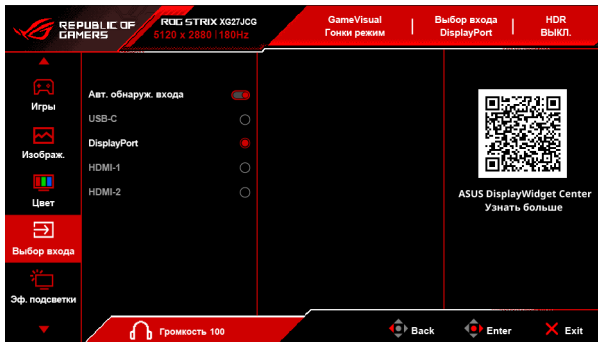 REPUBLIC OF
GAMERS
ROG STRIX XG27JCG
5120 x 2880 | 180Hz
GameVisual
Гонки режим
Выбор входа
DisplayPort
HDR
ВЫКЛ.
Игры
Изображ.
Цвет
Выбор входа
Эф. подсветки
Авт. обнаруж. входа
USB-C
DisplayPort
HDMI-1
HDMI-2
ASUS DisplayWidget Center
Узнать больше
Громкость 100
Back
Enter
Exit